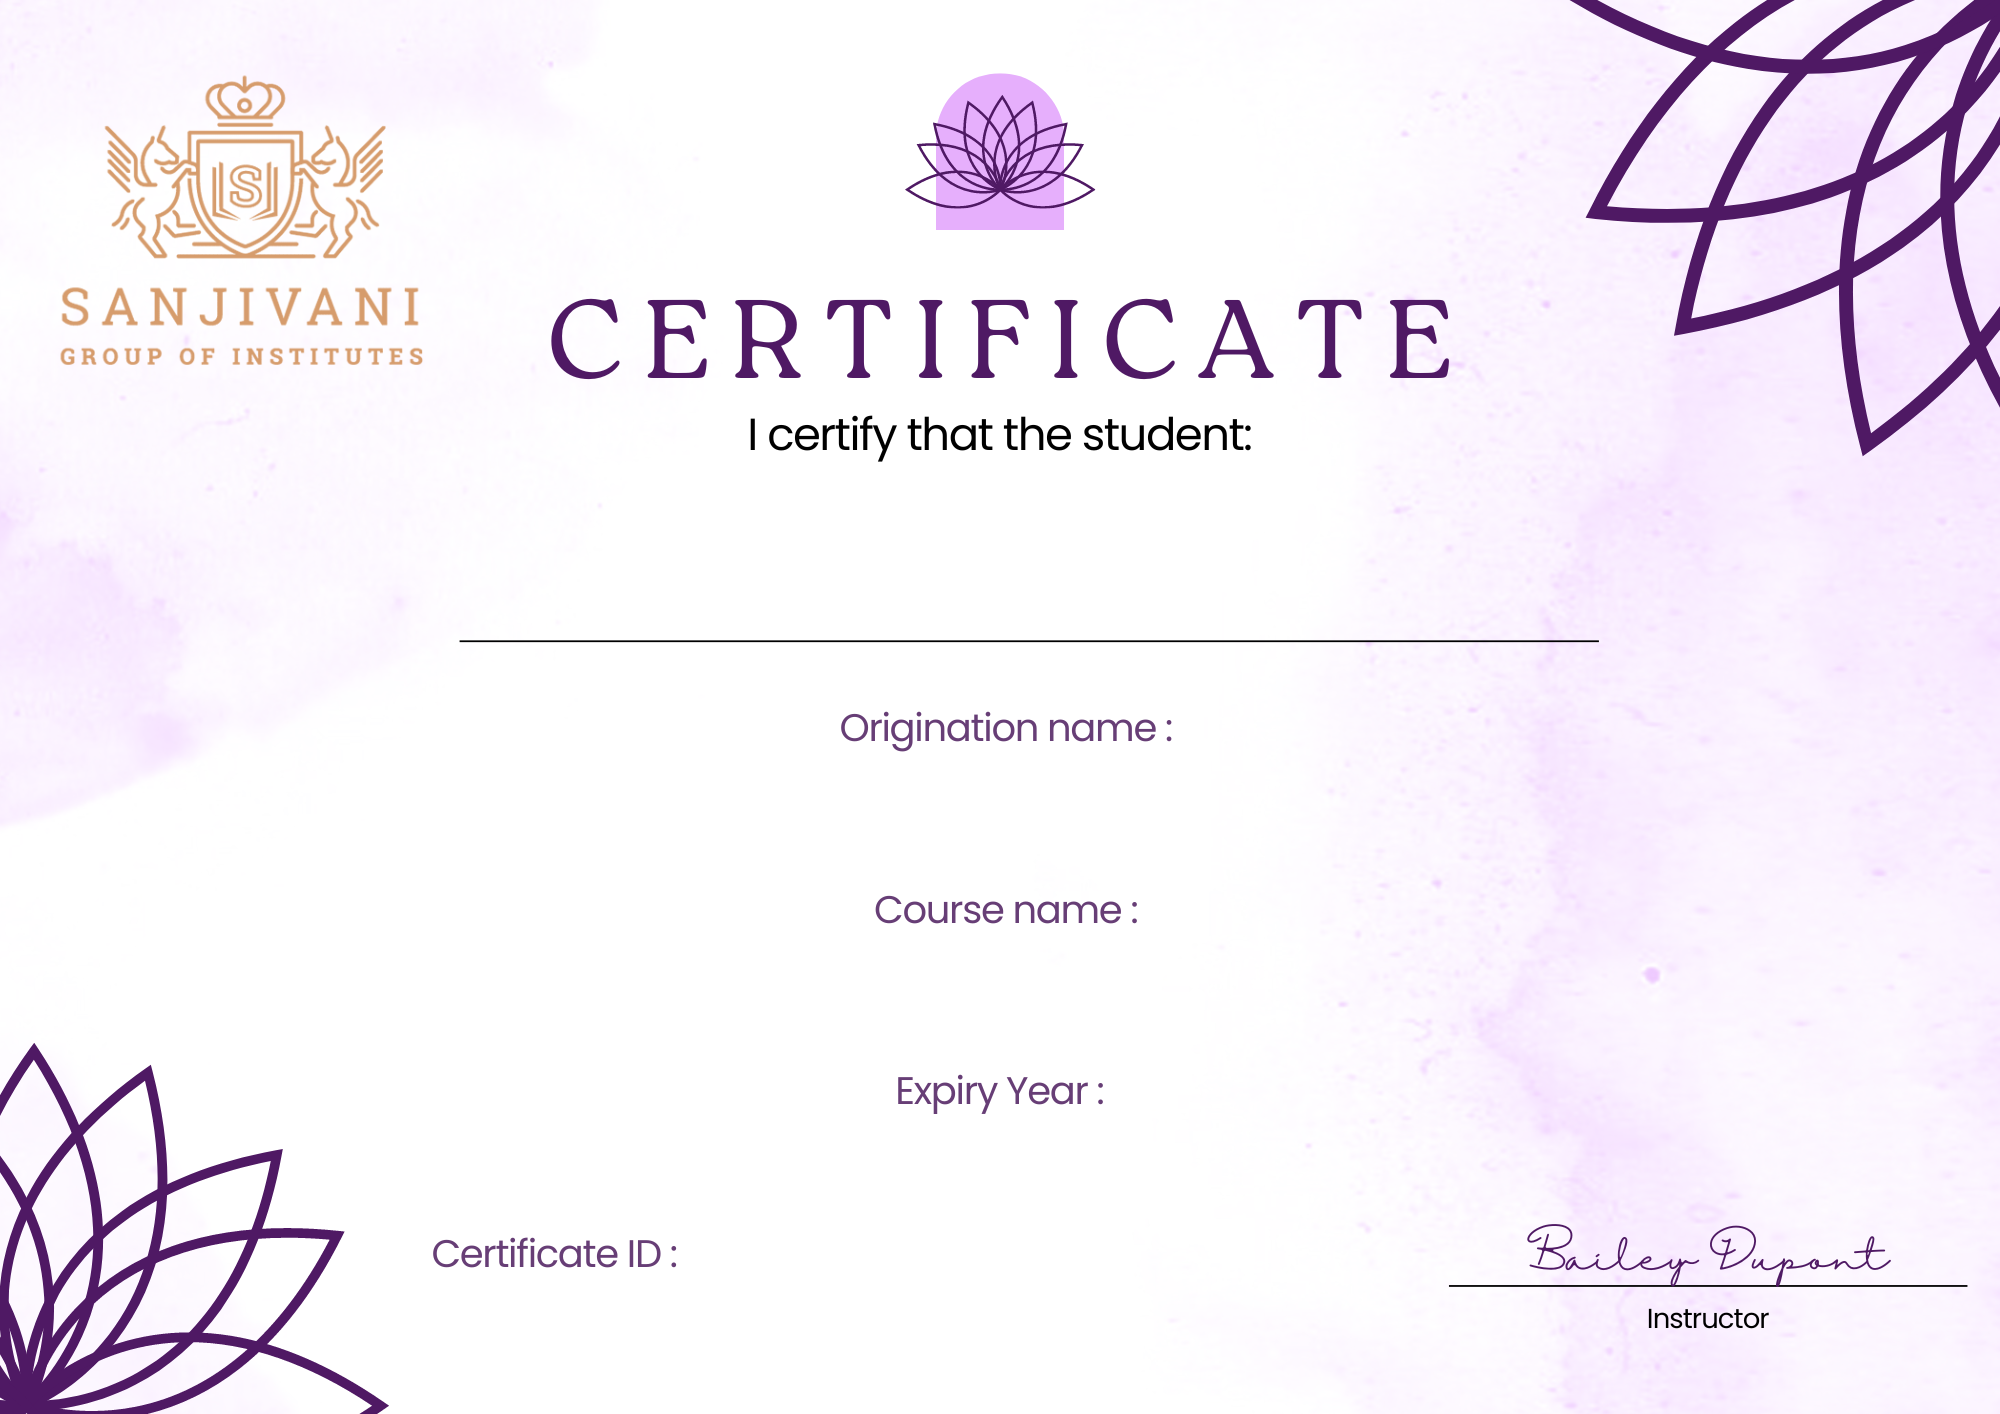 S
SANJIVANI
GROUP OF INSTITUTES
CERTIFICATE
I certify that the student:
Origination name :
Course name :
Expiry Year :
Certificate ID :
Bailey Dupont
Instructor